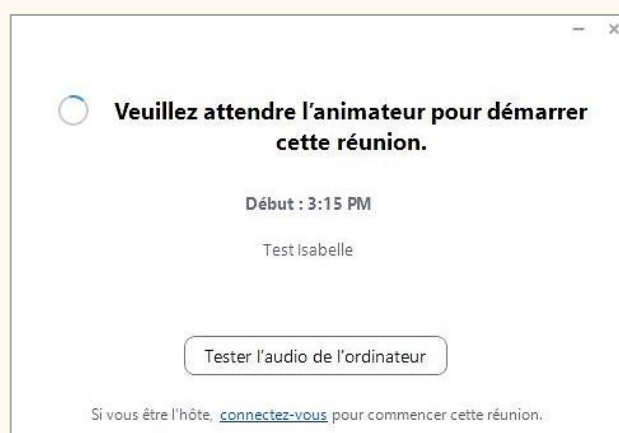 Veuillez attendre l'animateur pour démarrer
cette réunion.
Début : 3:15 PM
Test Isabelle
Tester l'audio de l'ordinateur
Si vous être l'hôte, connectez-vous pour commencer cette réunion.